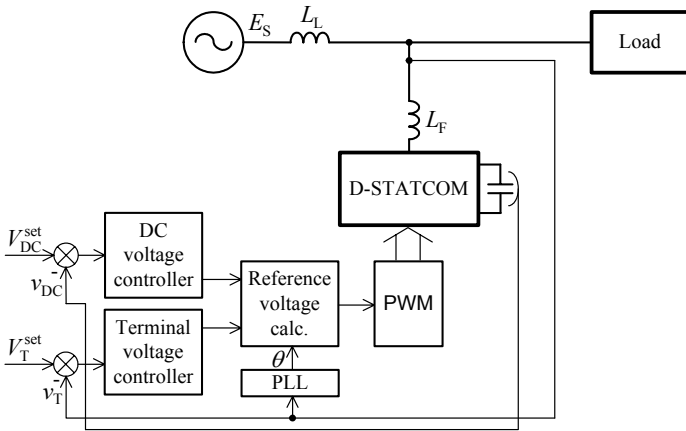 E_S
L_L
Load
L_F
D-STATCOM
V_DC^set
-
v_DC
DC
voltage
controller
Reference
voltage
calc.
PWM
V_T^set
-
v_T
Terminal
voltage
controller
θ
PLL